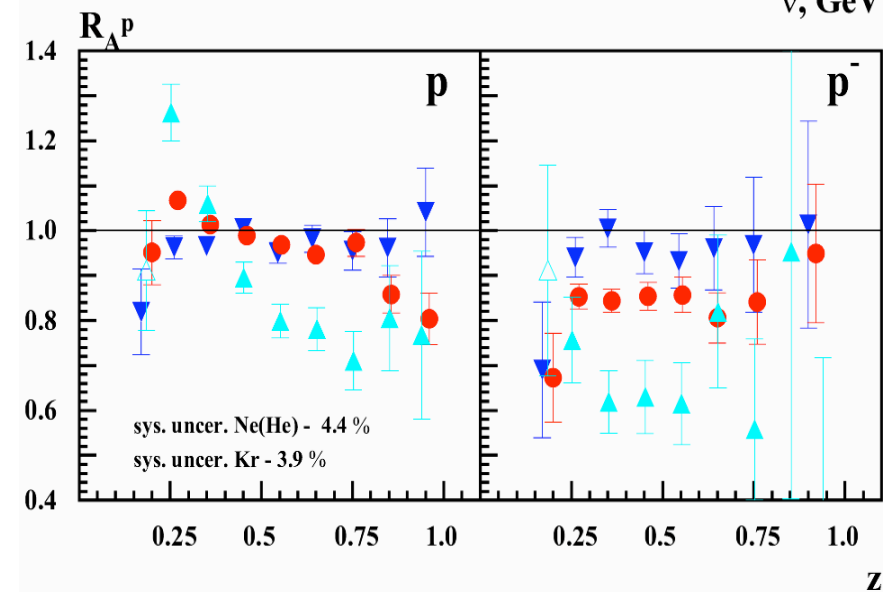 ν, GeV
R_A^p
1.4
1.2
1.0
0.8
0.6
0.4
p
p⁻
sys. uncer. Ne(He) - 4.4 %
sys. uncer. Kr - 3.9 %
0.25 0.5 0.75 1.0 0.25 0.5 0.75 1.0
z